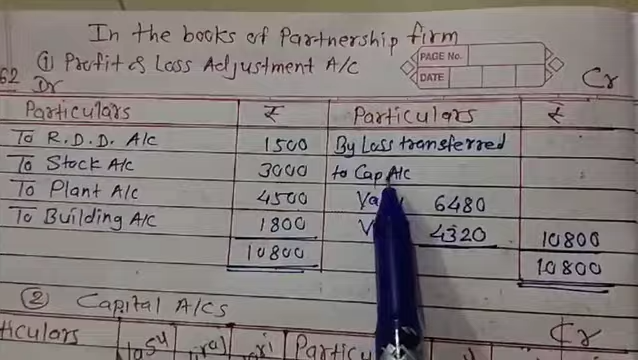 In the books of Partnership firm
① Profit & Loss Adjustment A/c
PAGE No.
DATE
62 Dr Cr
Particulars ₹ Particulars ₹
To R.D.D. A/c 1500 By Loss transferred
To Stock A/c 3000 to Cap A/c
To Plant A/c 4500 6480
To Building A/c 1800 4320 10800
10800 10800
② Capital A/Cs
Cr